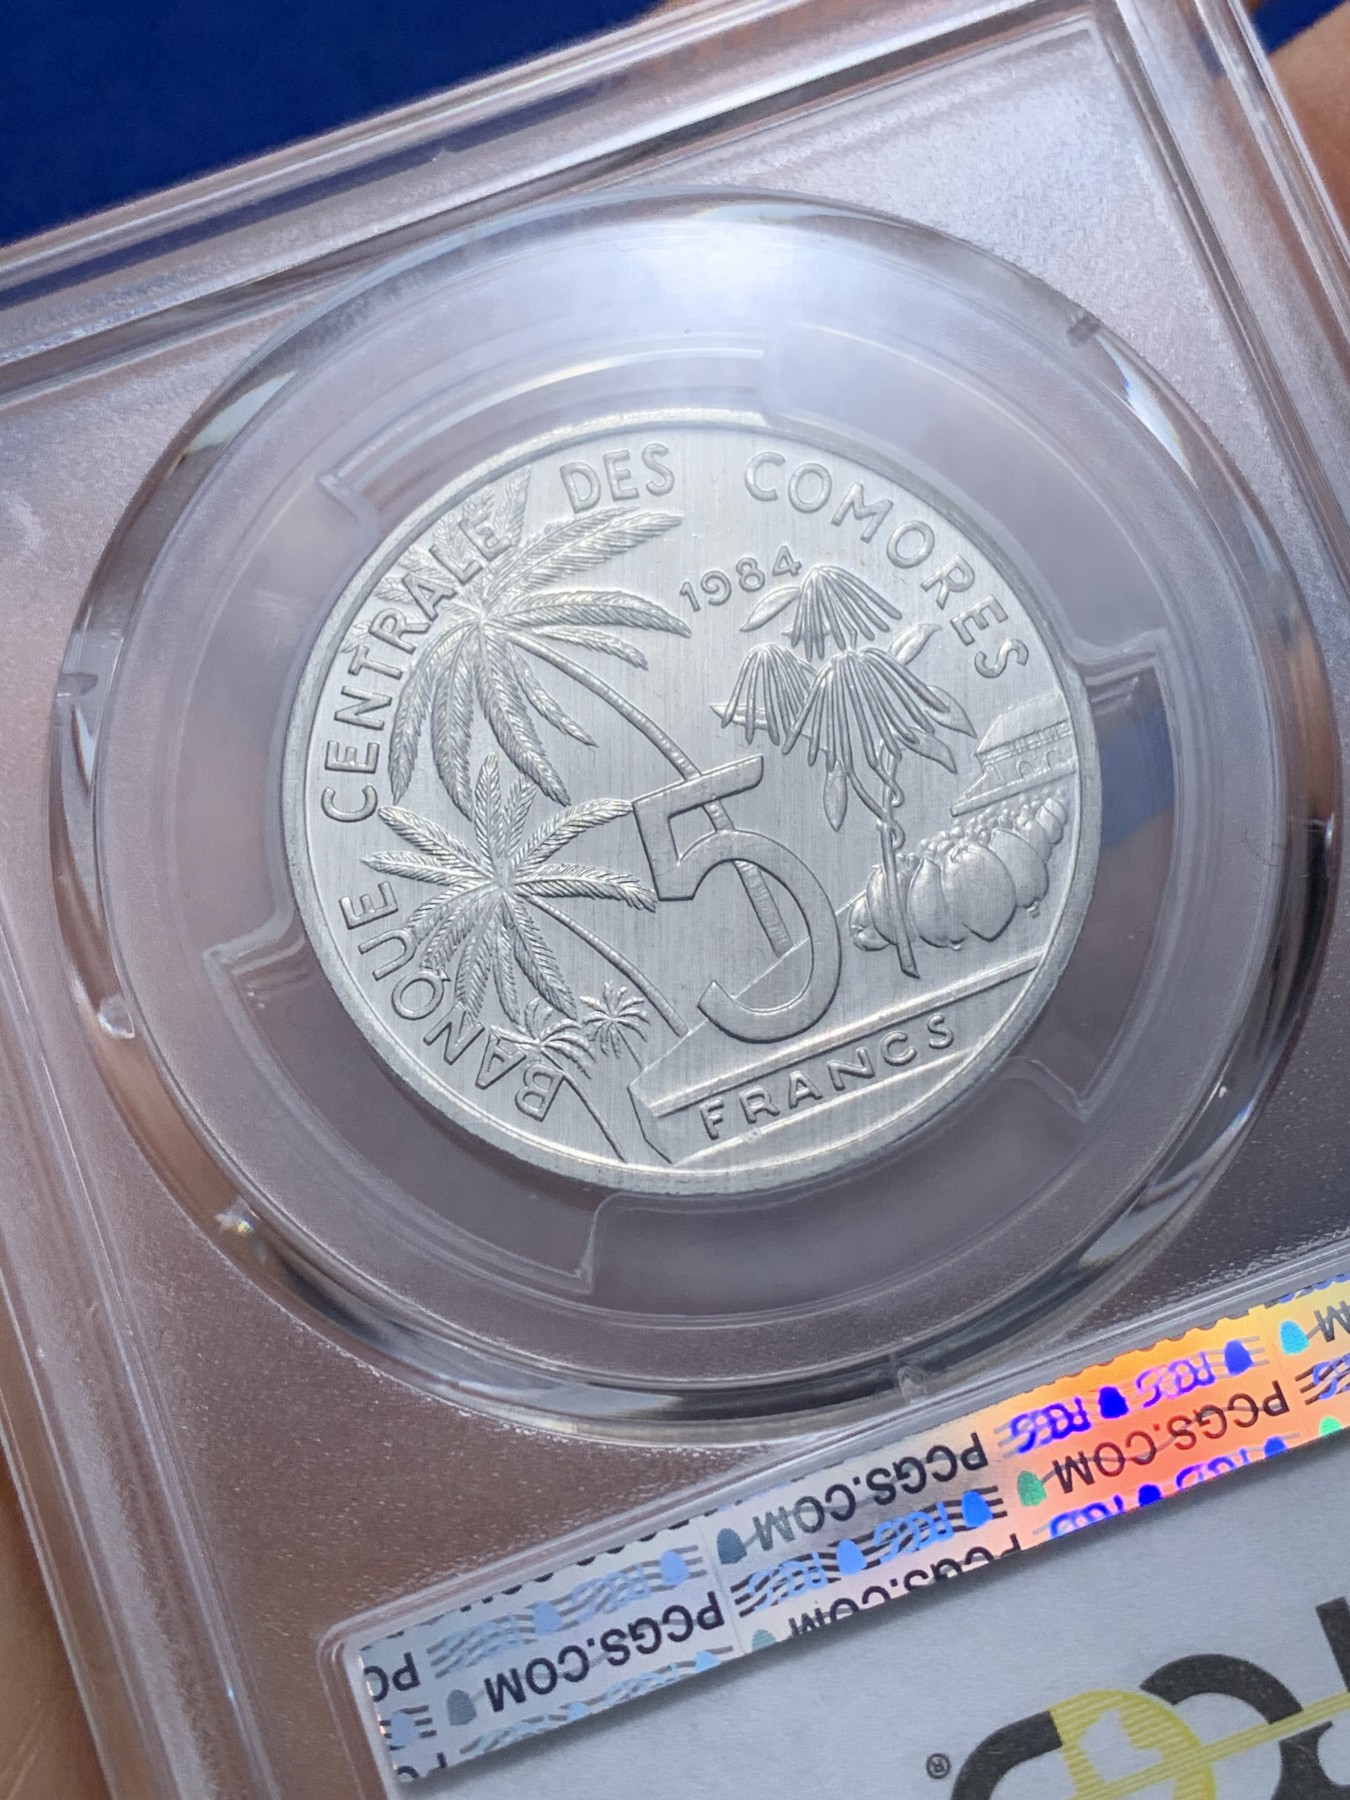 BANQUE CENTRALE DES COMORES
1984
5
FRANCS
PCGS.COM
PCGS.COM
PCGS.COM
PCGS.COM
®